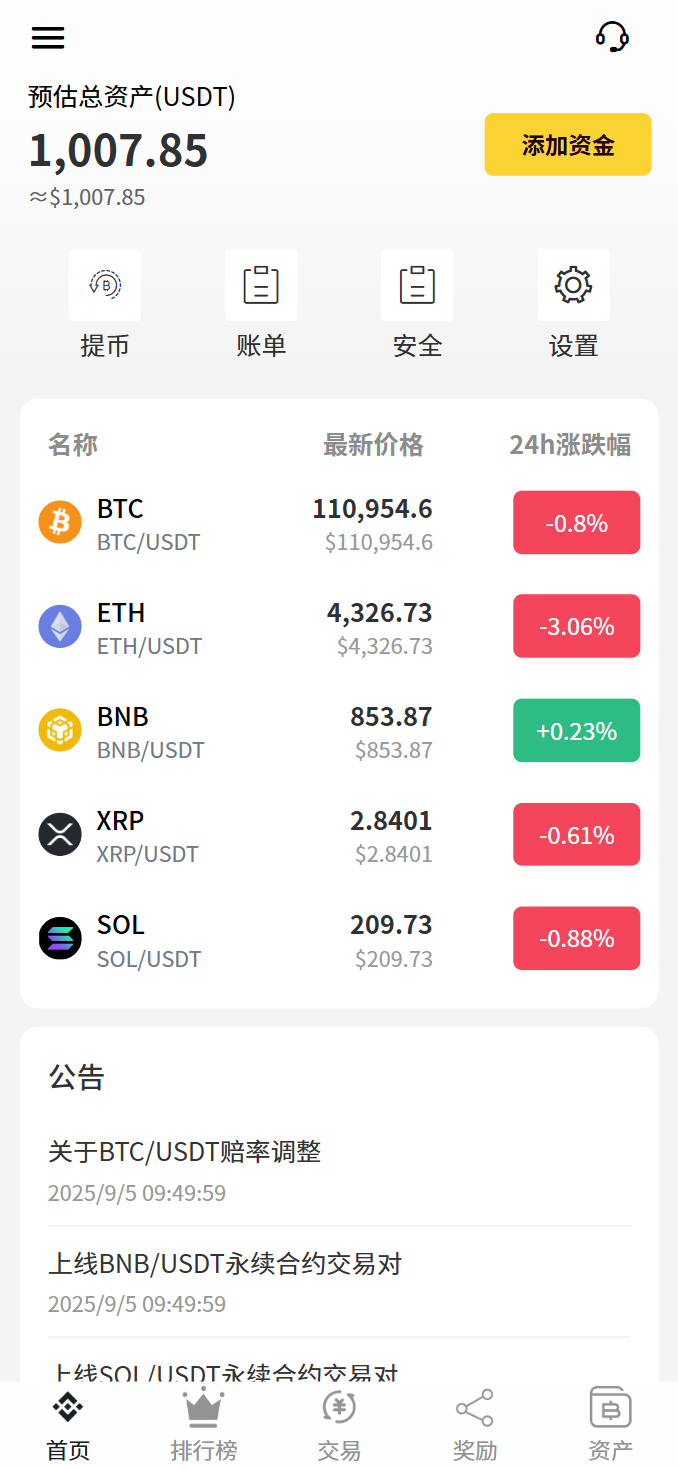 预估总资产(USDT)
1,007.85
添加资金
≈$1,007.85
提币 账单 安全 设置
名称 最新价格 24h涨跌幅
BTC 110,954.6 -0.8%
BTC/USDT $110,954.6
ETH 4,326.73 -3.06%
ETH/USDT $4,326.73
BNB 853.87 +0.23%
BNB/USDT $853.87
XRP 2.8401 -0.61%
XRP/USDT $2.8401
SOL 209.73 -0.88%
SOL/USDT $209.73
公告
关于BTC/USDT赔率调整
2025/9/5 09:49:59
上线BNB/USDT永续合约交易对
2025/9/5 09:49:59
上线SOL/USDT永续合约交易对
首页 排行榜 交易 奖励 资产